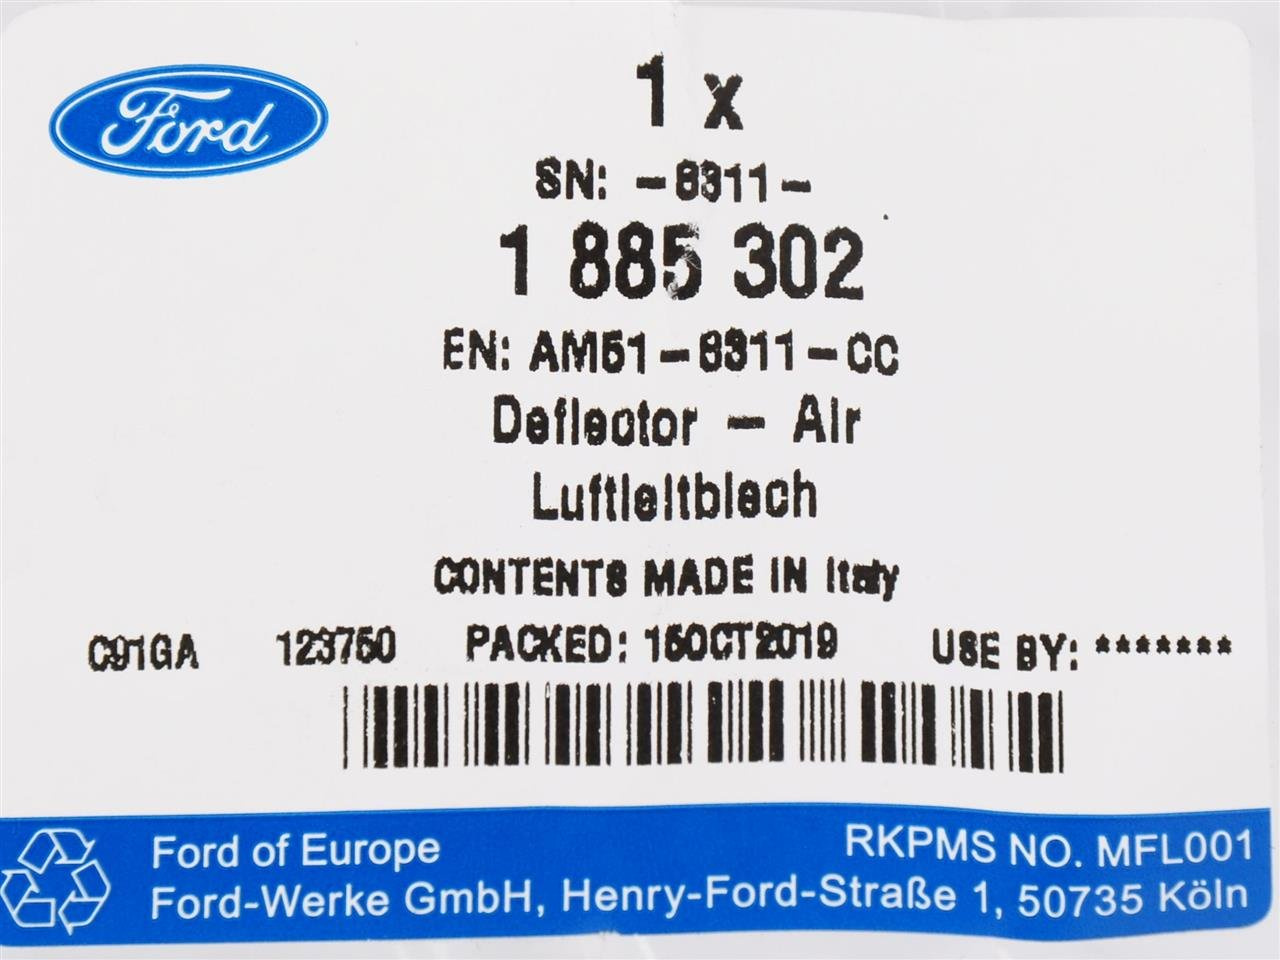 Ford
1 x
SN: -8311-
1 885 302
EN: AM51-8311-CC
Deflector - Air
Luftleitblech
CONTENTS MADE IN Italy
C91GA 123750 PACKED: 15OCT2019 USE BY: *******
Ford of Europe
RKPMS NO. MFL001
Ford-Werke GmbH, Henry-Ford-Straße 1, 50735 Köln